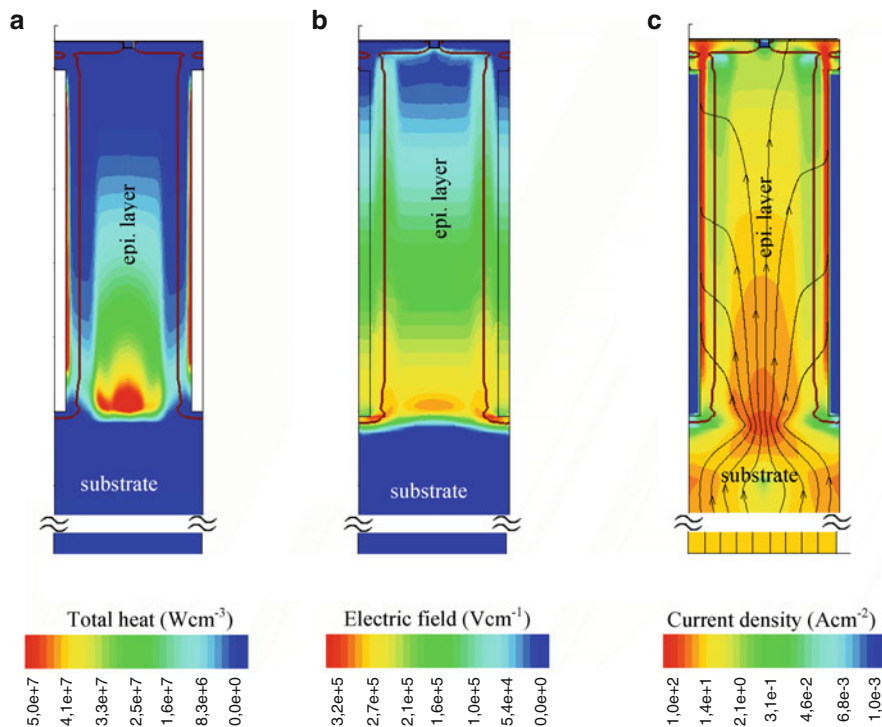 a
b
c
epi. layer
epi. layer
epi. layer
substrate
substrate
substrate
Total heat (Wcm-3)
5,0e+7
4,1e+7
3,3e+7
2,5e+7
1,6e+7
8,3e+6
0,0e+0
Electric field (Vcm-1)
3,2e+5
2,7e+5
2,1e+5
1,6e+5
1,1e+5
5,4e+4
0,0e+0
Current density (Acm-2)
1,0e+2
1,4e+1
2,1e+0
3,1e-1
4,6e-2
6,8e-3
1,0e-3